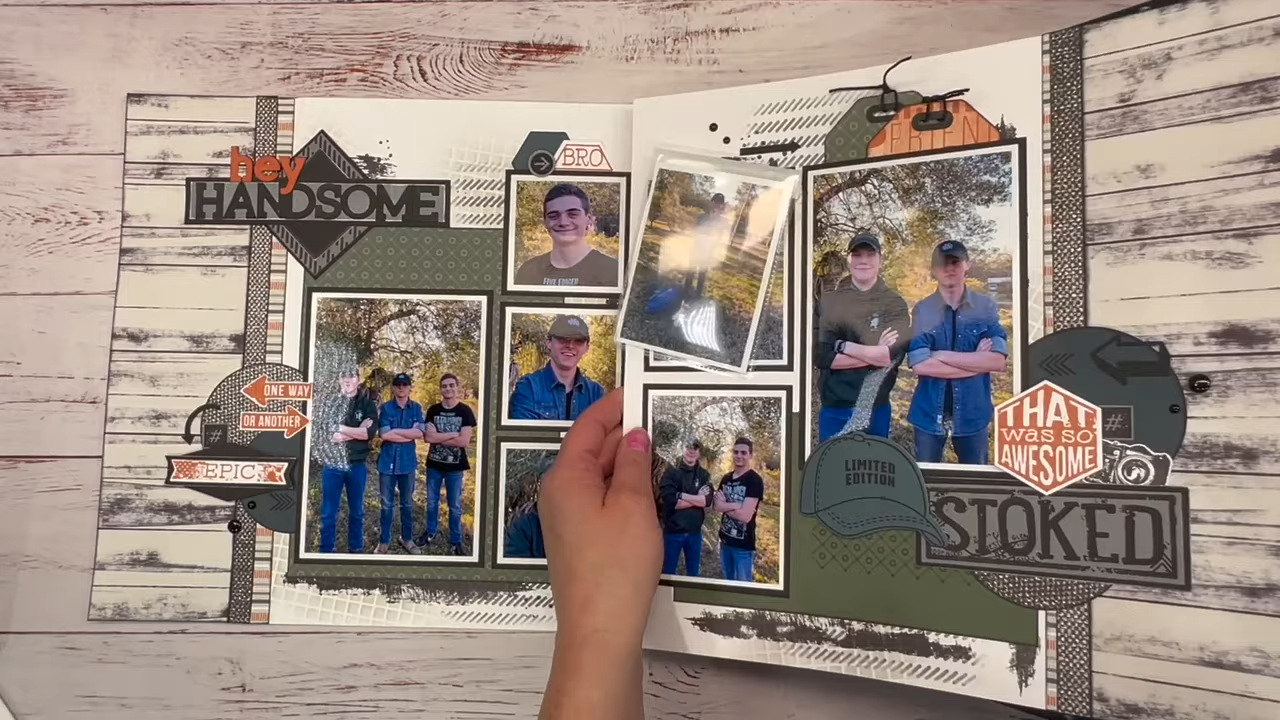 hey
HANDSOME
BRO
ONE WAY
OR ANOTHER
#
EPIC
LIMITED
EDITION
THAT
was so
AWESOME
#
STOKED